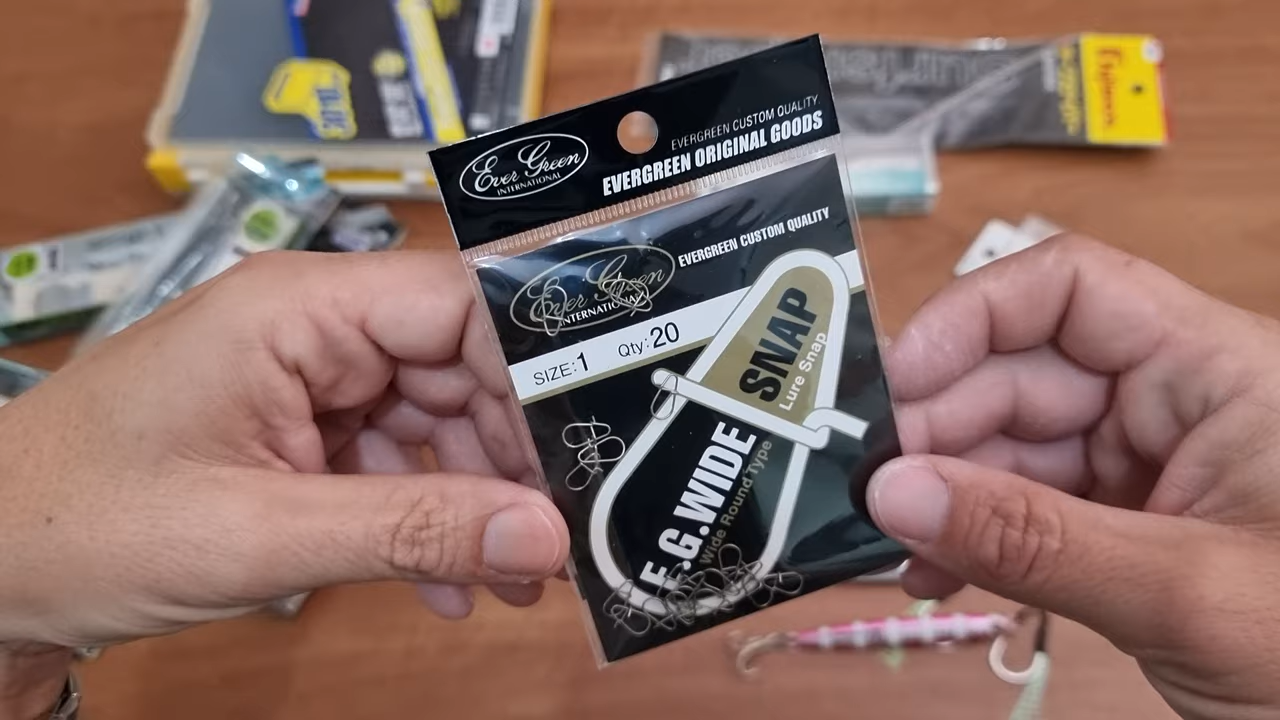 Ever Green
INTERNATIONAL
EVERGREEN CUSTOM QUALITY.
EVERGREEN ORIGINAL GOODS
Ever Green
INTERNATIONAL
EVERGREEN CUSTOM QUALITY
SIZE:1 Qty:20
SNAP
Lure Snap
E.G.WIDE
Wide Round Type